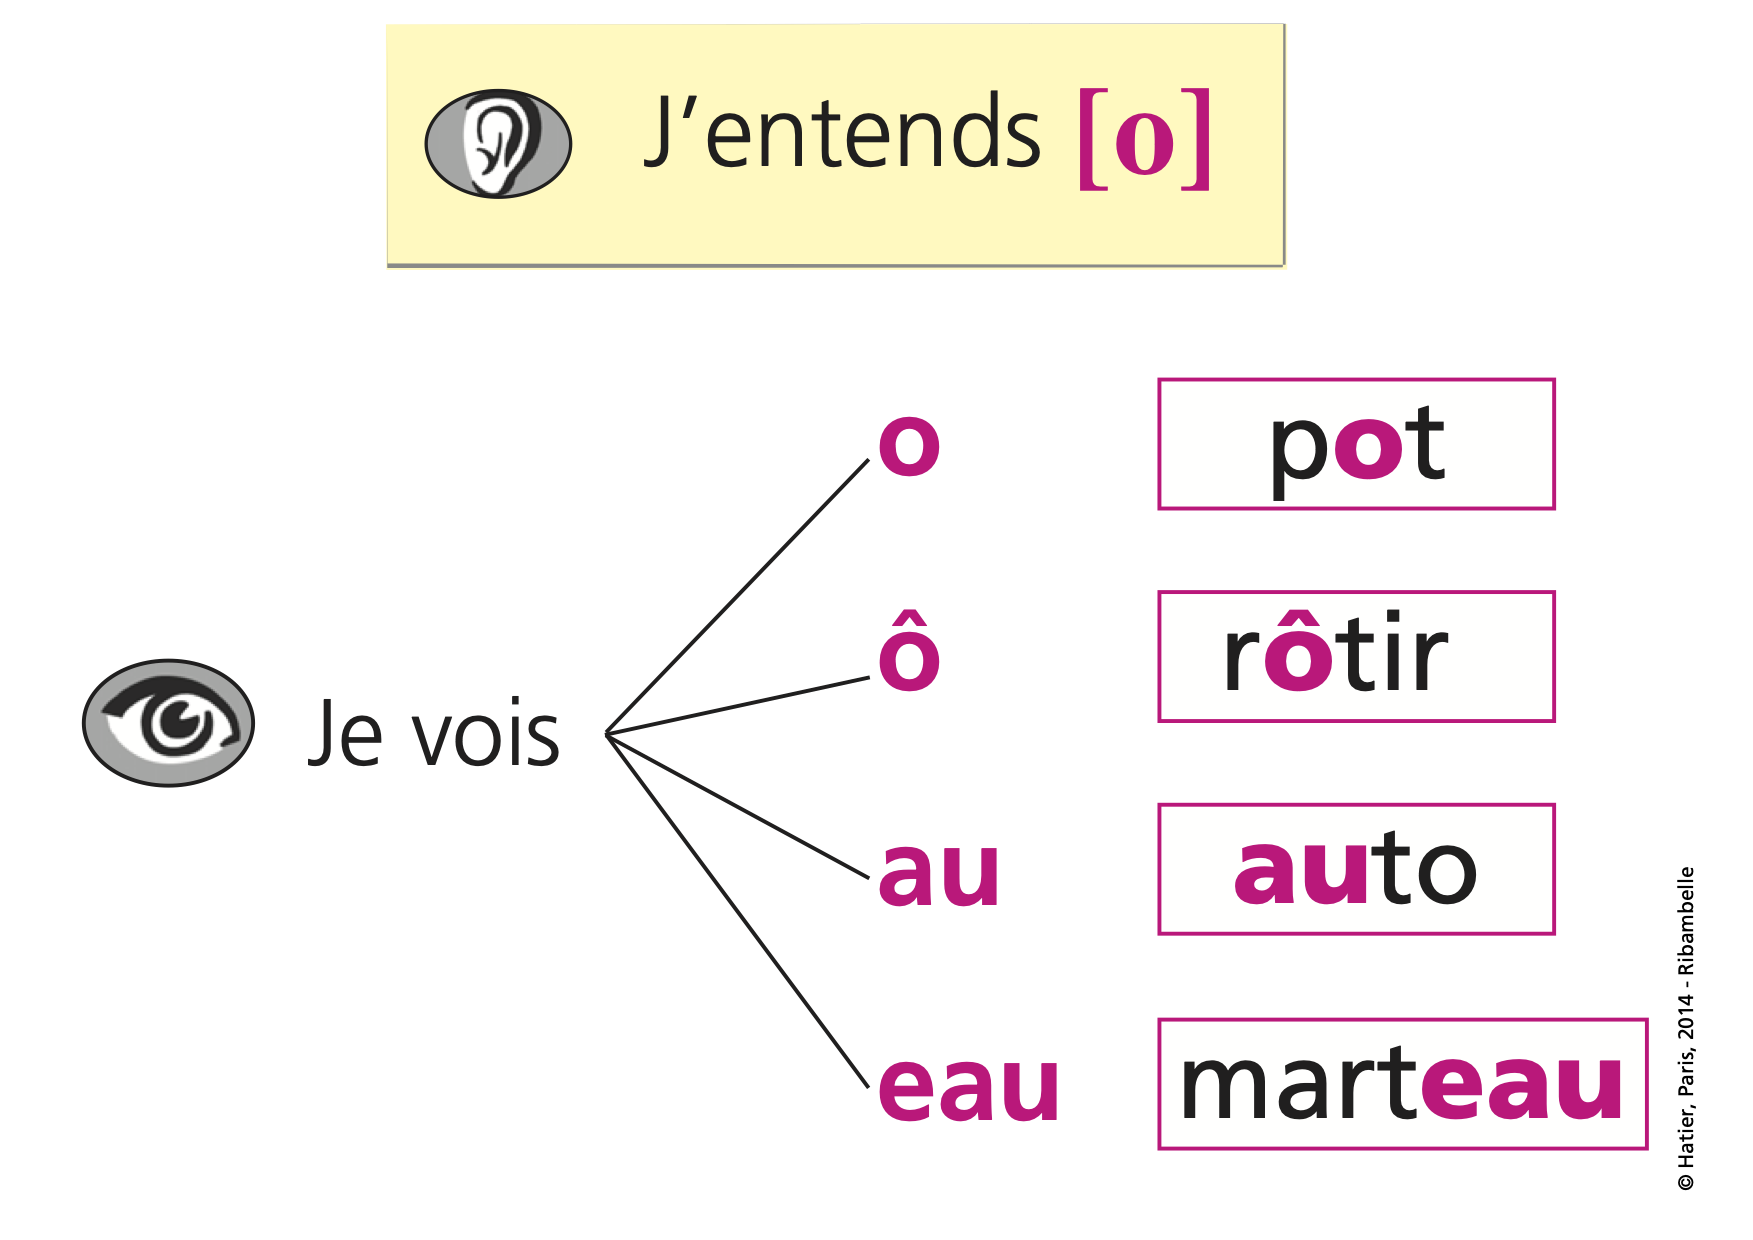 J’entends [o]
o pot
ô rôtir
Je vois
au auto
eau marteau
© Hatier, Paris, 2014 - Ribambelle